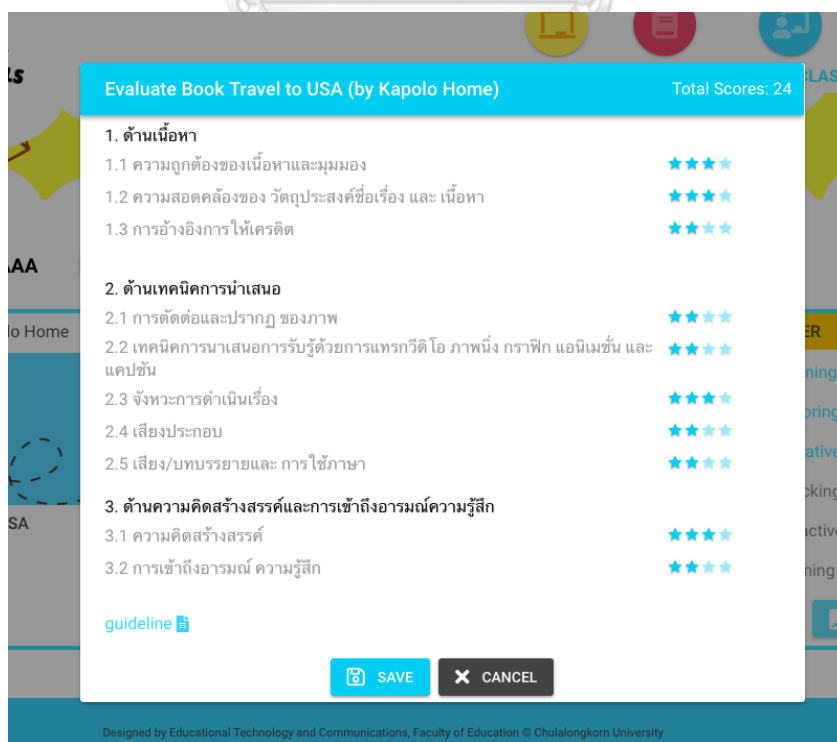 LS
CLAS
Evaluate Book Travel to USA (by Kapolo Home)
Total Scores: 24
1. ด้านเนื้อหา
1.1 ความถูกต้องของเนื้อหาและมุมมอง
1.2 ความสอดคล้องของ วัตถุประสงค์ชื่อเรื่อง และ เนื้อหา
1.3 การอ้างอิงการให้เครดิต
AA
2. ด้านเทคนิคการนำเสนอ
2.1 การตัดต่อและปรากฏ ของภาพ
lo Home
ER
2.2 เทคนิคการนาเสนอการรับรู้ด้วยการแทรกวีดิโอ ภาพนิ่ง กราฟิก แอนิเมชั่น และ
แคปชัน
ning
2.3 จังหวะการดำเนินเรื่อง
oring
2.4 เสียงประกอบ
ative
2.5 เสียง/บทบรรยายและ การใช้ภาษา
cking
3. ด้านความคิดสร้างสรรค์และการเข้าถึงอารมณ์ความรู้สึก
SA
3.1 ความคิดสร้างสรรค์
active
3.2 การเข้าถึงอารมณ์ ความรู้สึก
ning
guideline
SAVE
CANCEL
Designed by Educational Technology and Communications, Faculty of Education © Chulalongkorn University